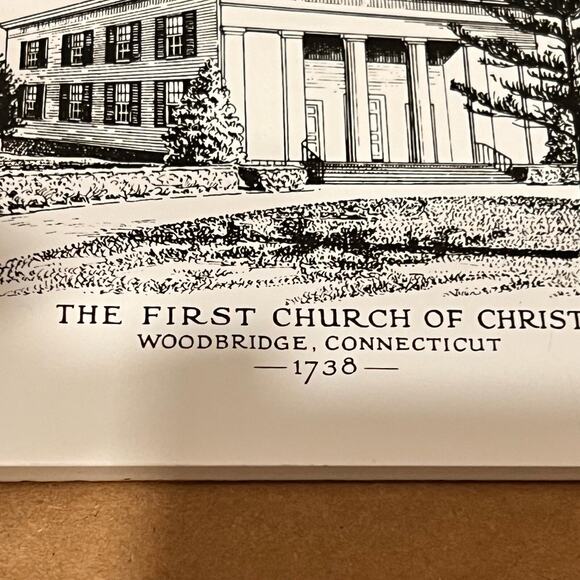 THE FIRST CHURCH OF CHRIST
WOODBRIDGE, CONNECTICUT
—1738—